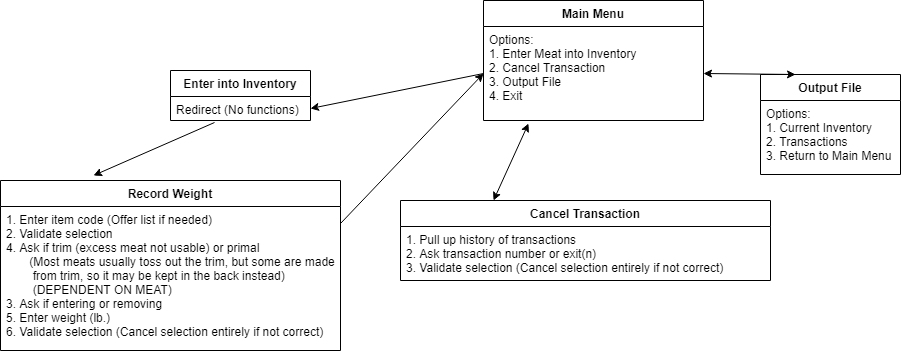 Main Menu
Options:
1. Enter Meat into Inventory
2. Cancel Transaction
3. Output File
4. Exit
Enter into Inventory
Redirect (No functions)
Output File
Options:
1. Current Inventory
2. Transactions
3. Return to Main Menu
Record Weight
1. Enter item code (Offer list if needed)
2. Validate selection
4. Ask if trim (excess meat not usable) or primal
(Most meats usually toss out the trim, but some are made
from trim, so it may be kept in the back instead)
(DEPENDENT ON MEAT)
3. Ask if entering or removing
5. Enter weight (lb.)
6. Validate selection (Cancel selection entirely if not correct)
Cancel Transaction
1. Pull up history of transactions
2. Ask transaction number or exit(n)
3. Validate selection (Cancel selection entirely if not correct)